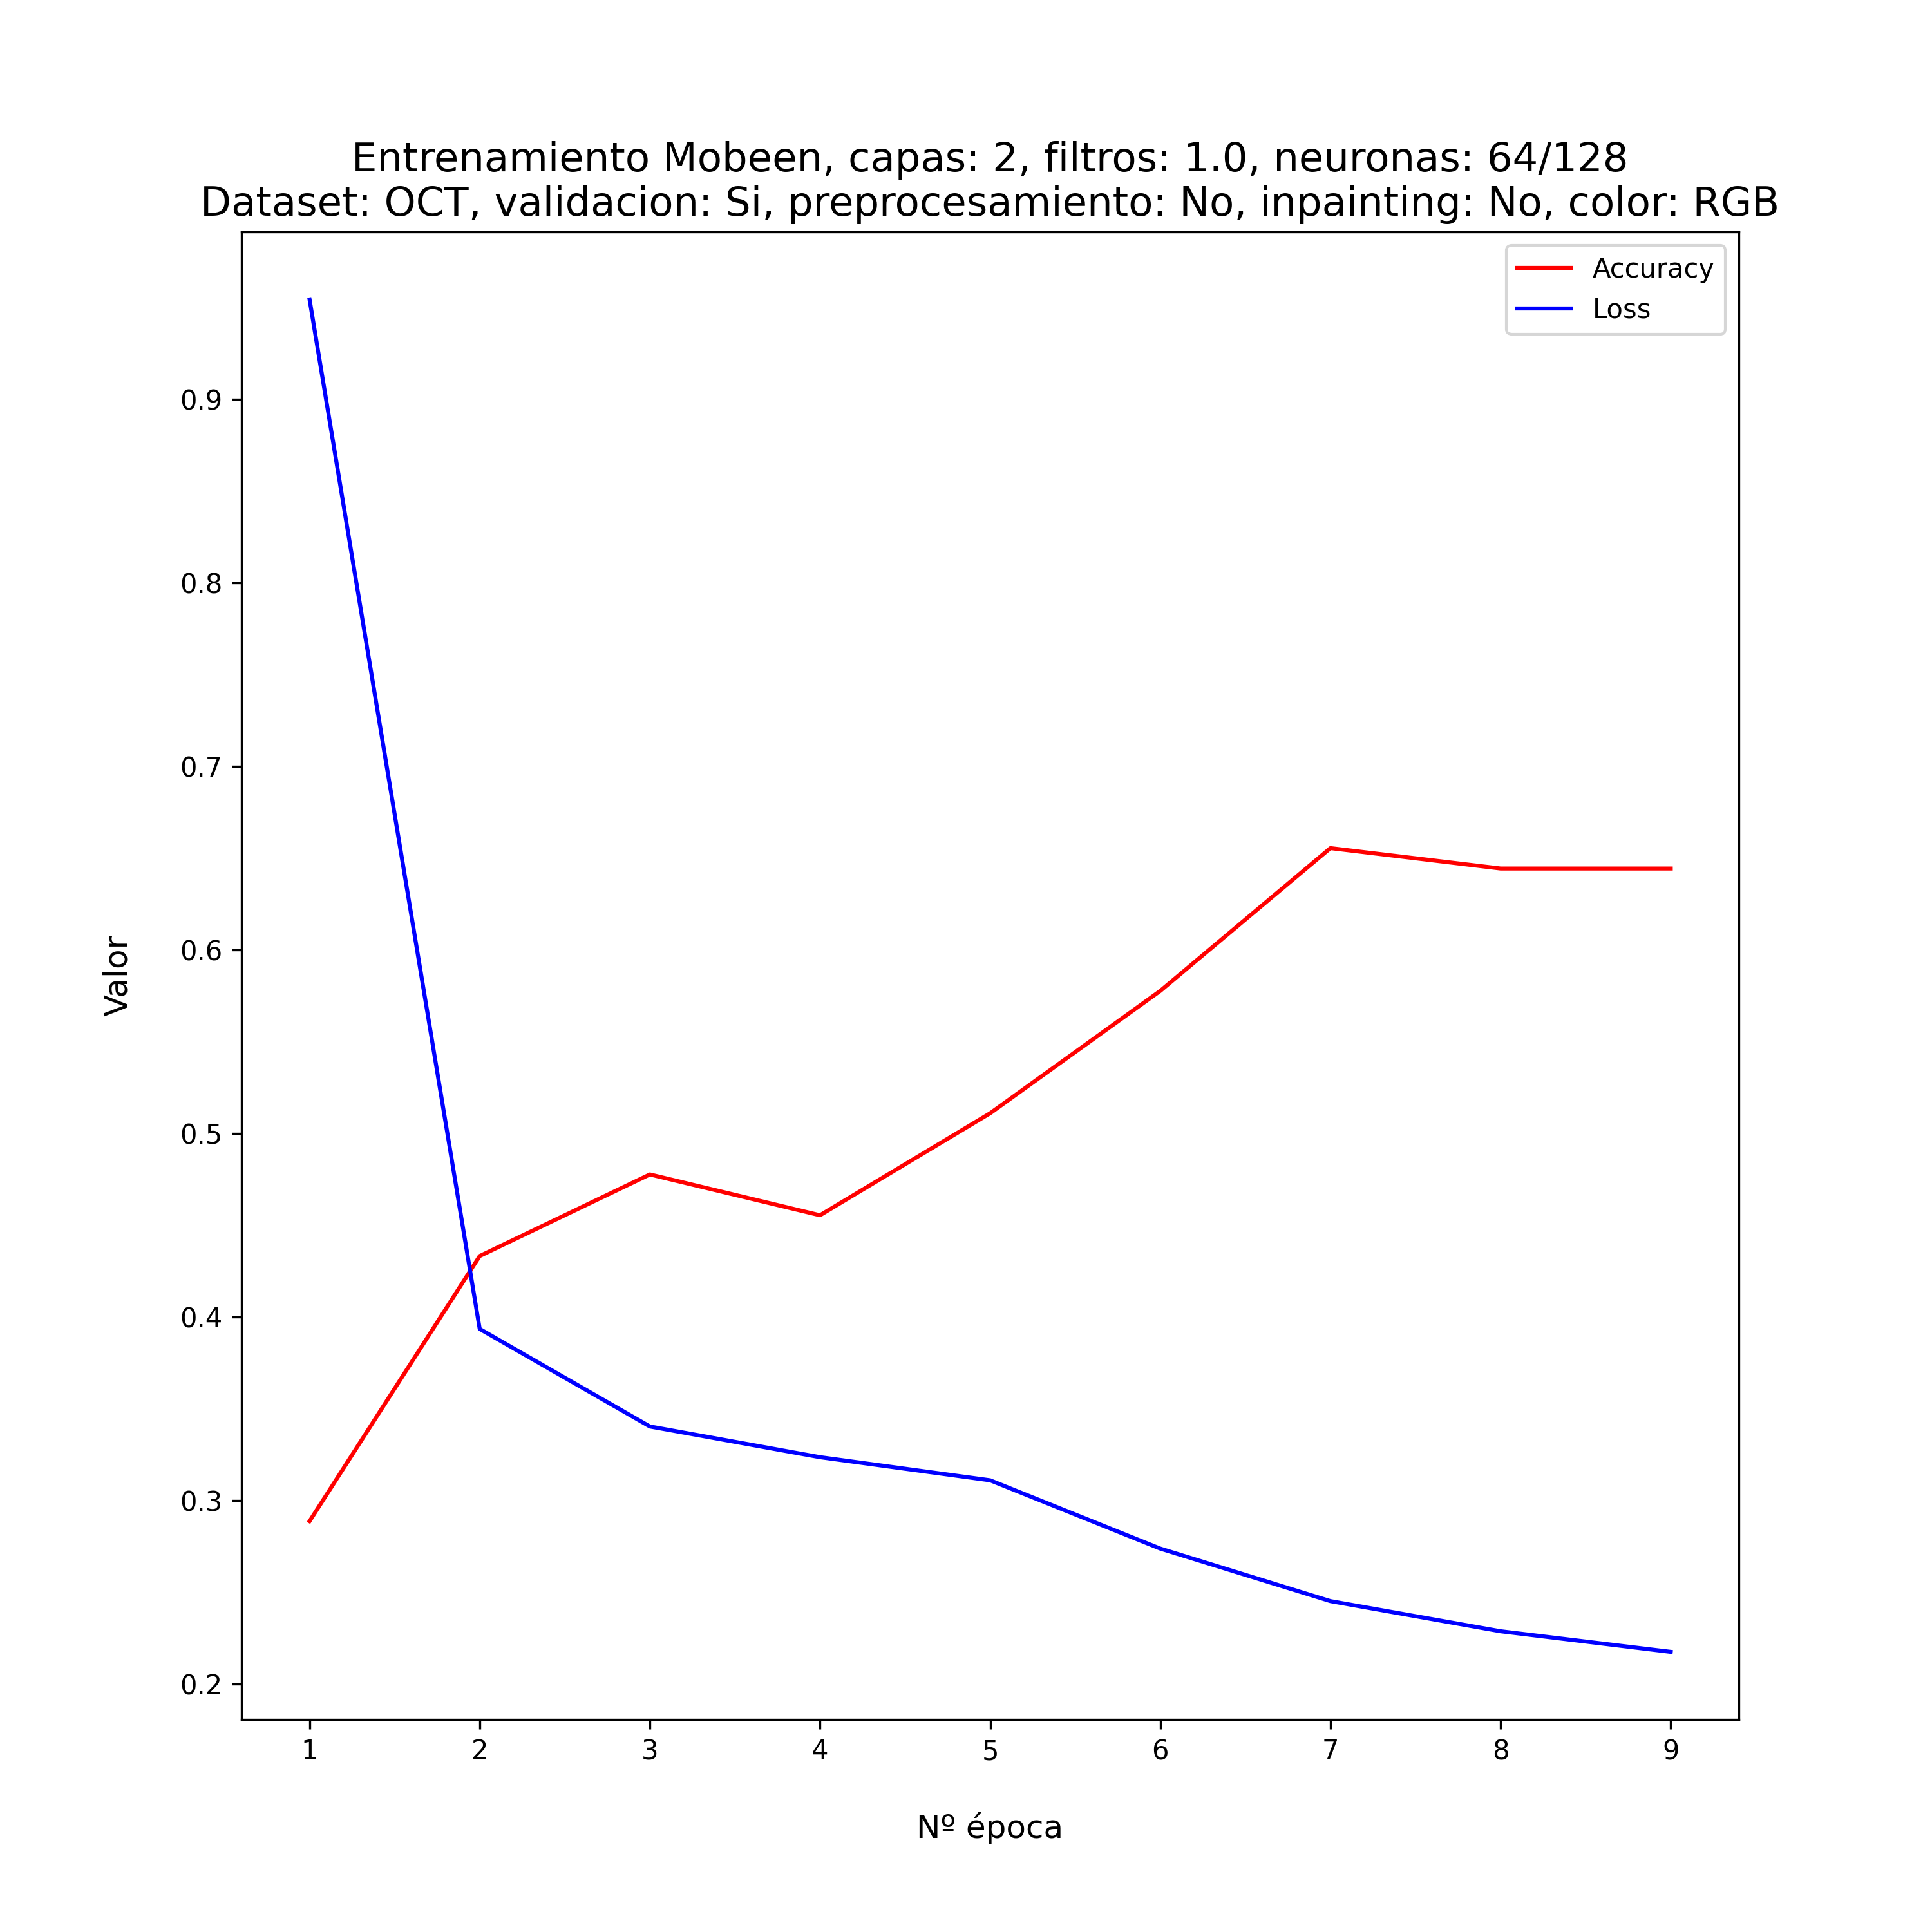 Entrenamiento Mobeen, capas: 2, filtros: 1.0, neuronas: 64/128
Dataset: OCT, validacion: Si, preprocesamiento: No, inpainting: No, color: RGB
Accuracy
Loss
0.9
0.8
0.7
0.6
0.5
0.4
0.3
0.2
Valor
1 2 3 4 5 6 7 8 9
Nº época